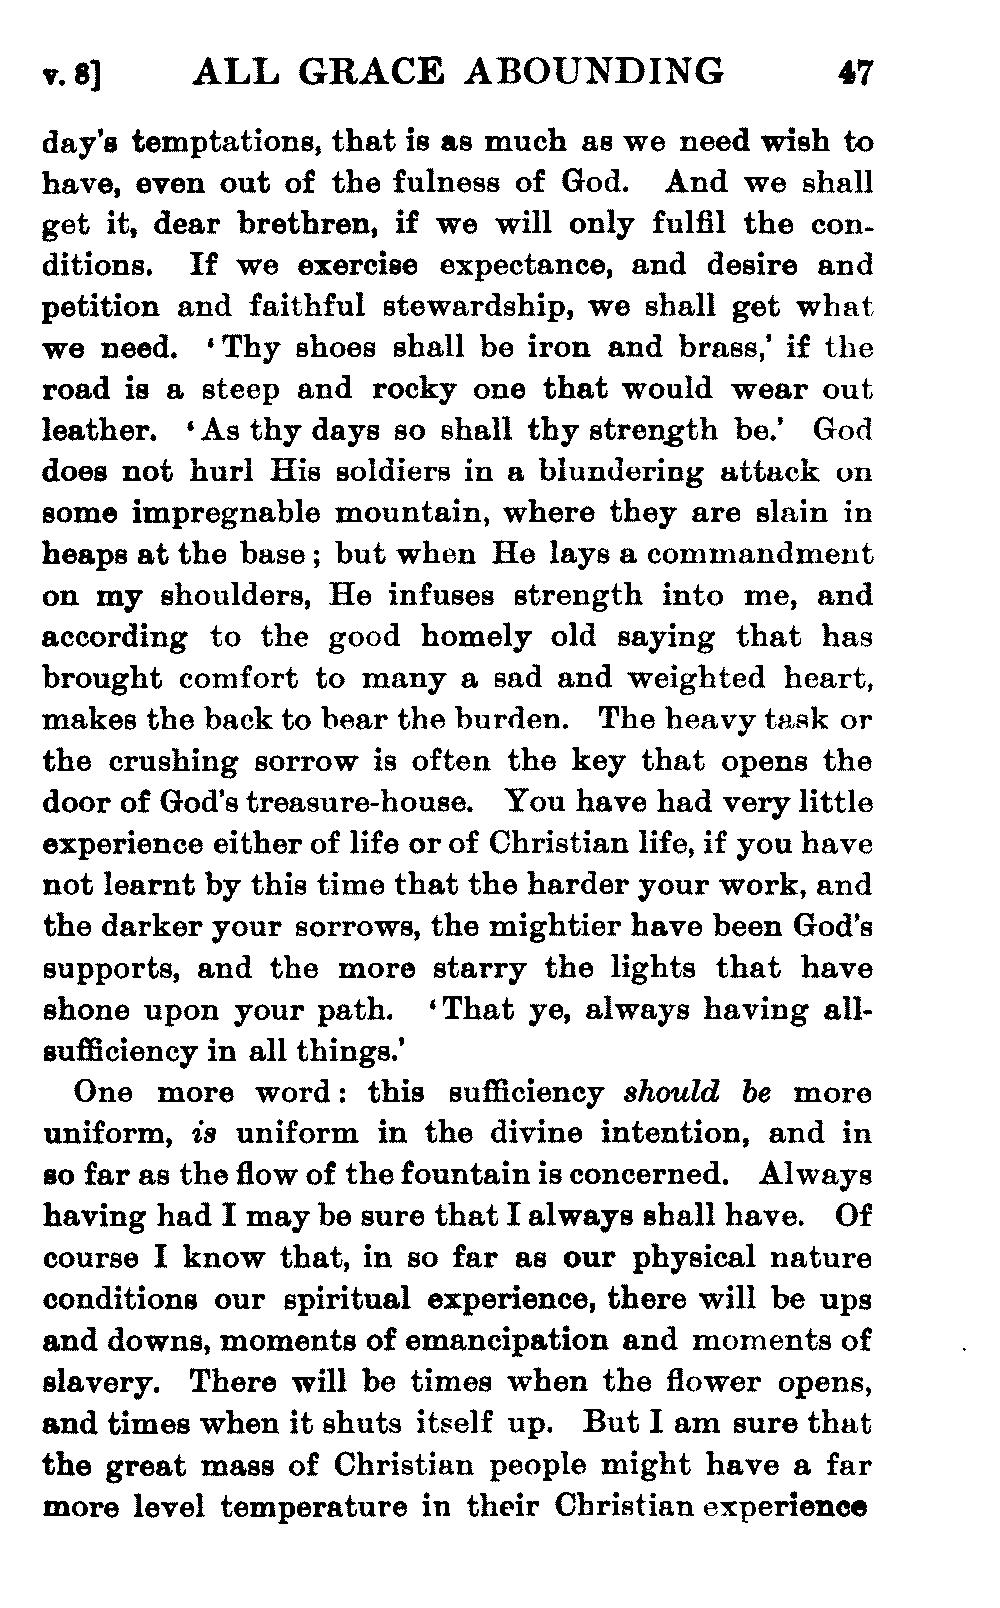 v. 8] ALL GRACE ABOUNDING 47
day's temptations, that is as much as we need wish to
have, even out of the fulness of God. And we shall
get it, dear brethren, if we will only fulfil the con-
ditions. If we exercise expectance, and desire and
petition and faithful stewardship, we shall get what
we need. 'Thy shoes shall be iron and brass,' if the
road is a steep and rocky one that would wear out
leather. 'As thy days so shall thy strength be.' God
does not hurl His soldiers in a blundering attack on
some impregnable mountain, where they are slain in
heaps at the base; but when He lays a commandment
on my shoulders, He infuses strength into me, and
according to the good homely old saying that has
brought comfort to many a sad and weighted heart,
makes the back to bear the burden. The heavy task or
the crushing sorrow is often the key that opens the
door of God's treasure-house. You have had very little
experience either of life or of Christian life, if you have
not learnt by this time that the harder your work, and
the darker your sorrows, the mightier have been God's
supports, and the more starry the lights that have
shone upon your path. 'That ye, always having all-
sufficiency in all things.'
One more word: this sufficiency should be more
uniform, is uniform in the divine intention, and in
so far as the flow of the fountain is concerned. Always
having had I may be sure that I always shall have. Of
course I know that, in so far as our physical nature
conditions our spiritual experience, there will be ups
and downs, moments of emancipation and moments of
slavery. There will be times when the flower opens,
and times when it shuts itself up. But I am sure that
the great mass of Christian people might have a far
more level temperature in their Christian experience